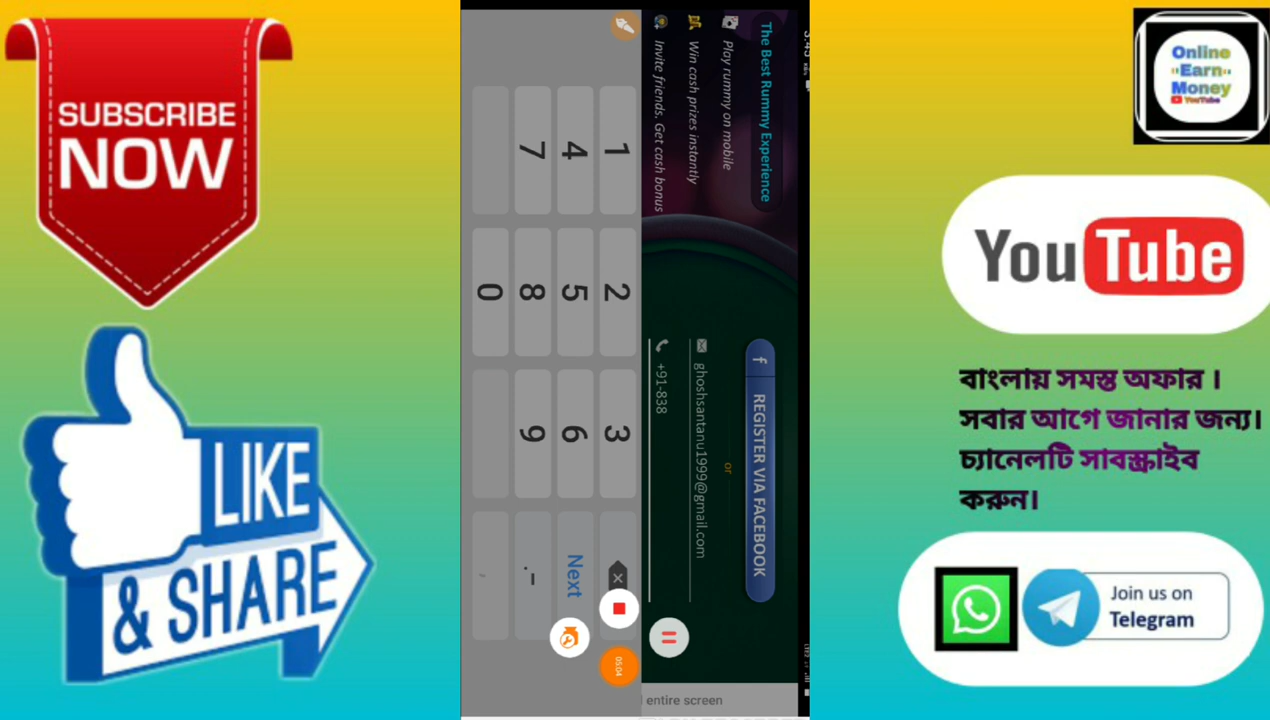 SUBSCRIBE
NOW
LIKE
& SHARE
The Best Rummy Experience
Play rummy on mobile
Win cash prizes instantly
Invite friends. Get cash bonus
f REGISTER VIA FACEBOOK
or
ghoshsantanu1999@gmail.com
+91-838
1 2 3
4 5 6 Next
7 8 9 .-
0 ,
05:04
entire screen
Online
Earn
Money
YouTube
YouTube
বাংলায় সমস্ত অফার ।
সবার আগে জানার জন্য।
চ্যানেলটি সাবস্ক্রাইব
করুন।
Join us on
Telegram